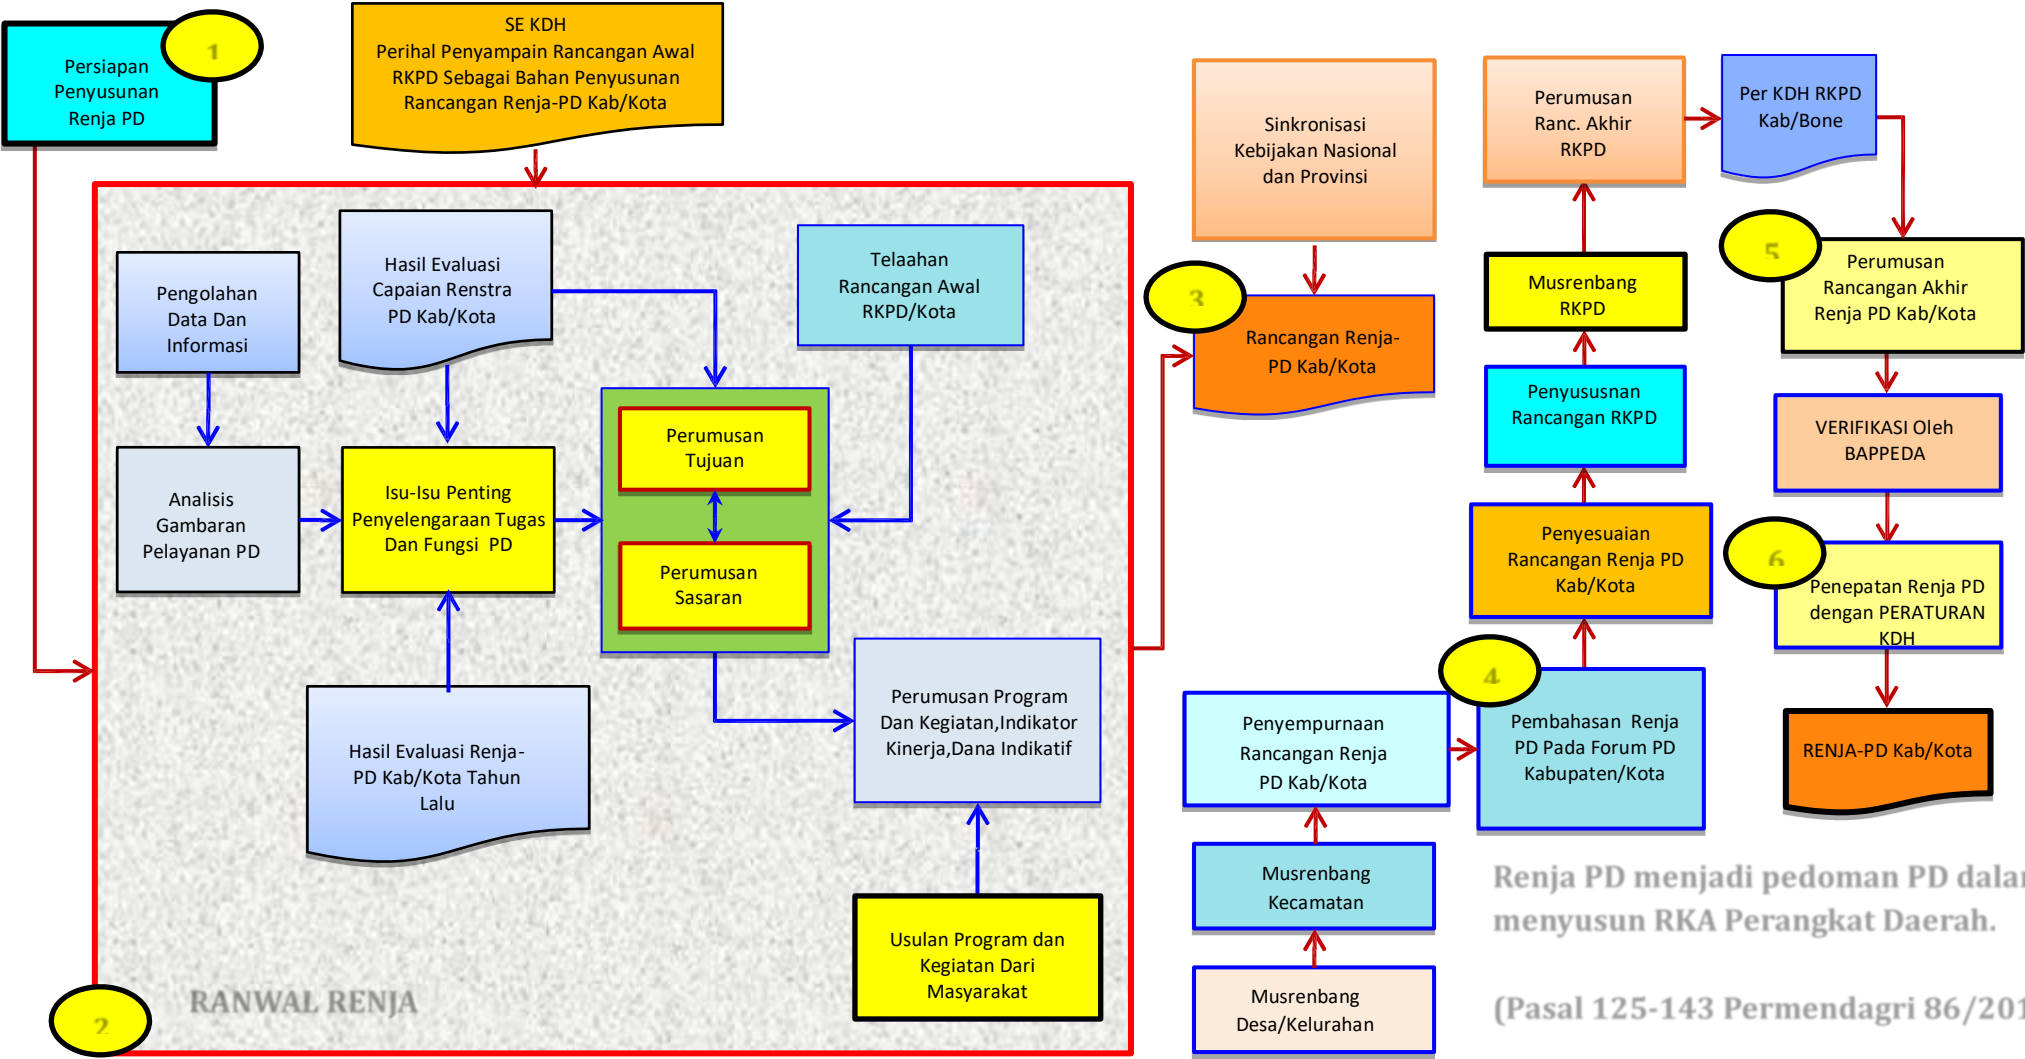 Persiapan
Penyusunan
Renja PD
1
SE KDH
Perihal Penyampain Rancangan Awal
RKPD Sebagai Bahan Penyusunan
Rancangan Renja-PD Kab/Kota
Pengolahan
Data Dan
Informasi
Hasil Evaluasi
Capaian Renstra
PD Kab/Kota
Telaahan
Rancangan Awal
RKPD/Kota
Analisis
Gambaran
Pelayanan PD
Isu-Isu Penting
Penyelengaraan Tugas
Dan Fungsi PD
Perumusan
Tujuan
Perumusan
Sasaran
Hasil Evaluasi Renja-
PD Kab/Kota Tahun
Lalu
Perumusan Program
Dan Kegiatan,Indikator
Kinerja,Dana Indikatif
Usulan Program dan
Kegiatan Dari
Masyarakat
2
RANWAL RENJA
Sinkronisasi
Kebijakan Nasional
dan Provinsi
3
Rancangan Renja-
PD Kab/Kota
Penyempurnaan
Rancangan Renja
PD Kab/Kota
Musrenbang
Kecamatan
Musrenbang
Desa/Kelurahan
Perumusan
Ranc. Akhir
RKPD
Musrenbang
RKPD
Penyususnan
Rancangan RKPD
Penyesuaian
Rancangan Renja PD
Kab/Kota
4
Pembahasan Renja
PD Pada Forum PD
Kabupaten/Kota
Per KDH RKPD
Kab/Bone
5
Perumusan
Rancangan Akhir
Renja PD Kab/Kota
VERIFIKASI Oleh
BAPPEDA
6
Penepatan Renja PD
dengan PERATURAN
KDH
RENJA-PD Kab/Kota
Renja PD menjadi pedoman PD dalam
menyusun RKA Perangkat Daerah.
(Pasal 125-143 Permendagri 86/201